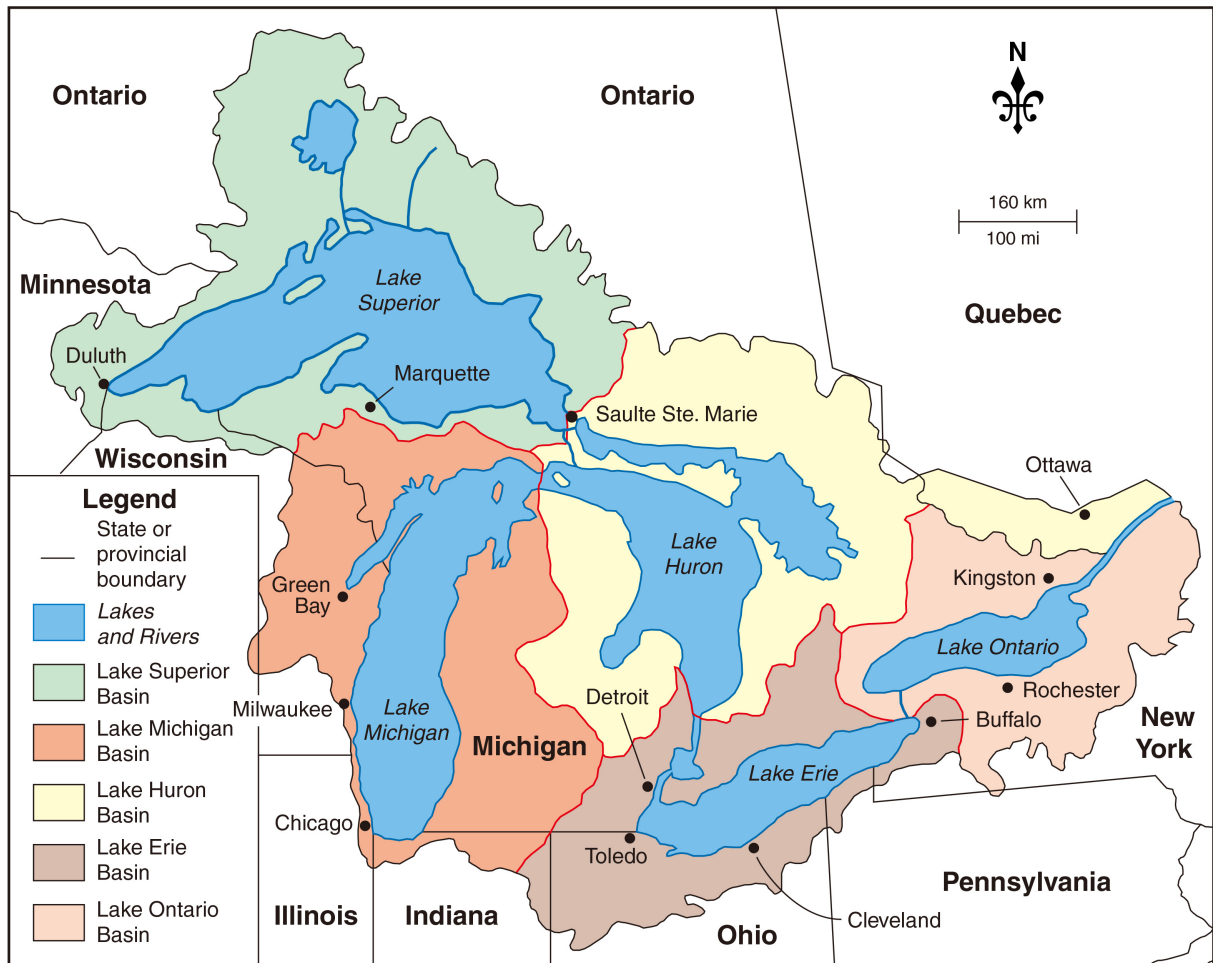 Ontario
Ontario
N
160 km
100 mi
Minnesota
Lake
Superior
Quebec
Duluth
Marquette
Saulte Ste. Marie
Wisconsin
Ottawa
Legend
State or
provincial
boundary
Lakes
and Rivers
Lake Superior
Basin
Lake Michigan
Basin
Lake Huron
Basin
Lake Erie
Basin
Lake Ontario
Basin
Green
Bay
Lake
Huron
Kingston
Lake Ontario
Rochester
Detroit
Milwaukee
Lake
Michigan
Michigan
Buffalo
New
York
Lake Erie
Chicago
Toledo
Pennsylvania
Illinois
Indiana
Ohio
Cleveland